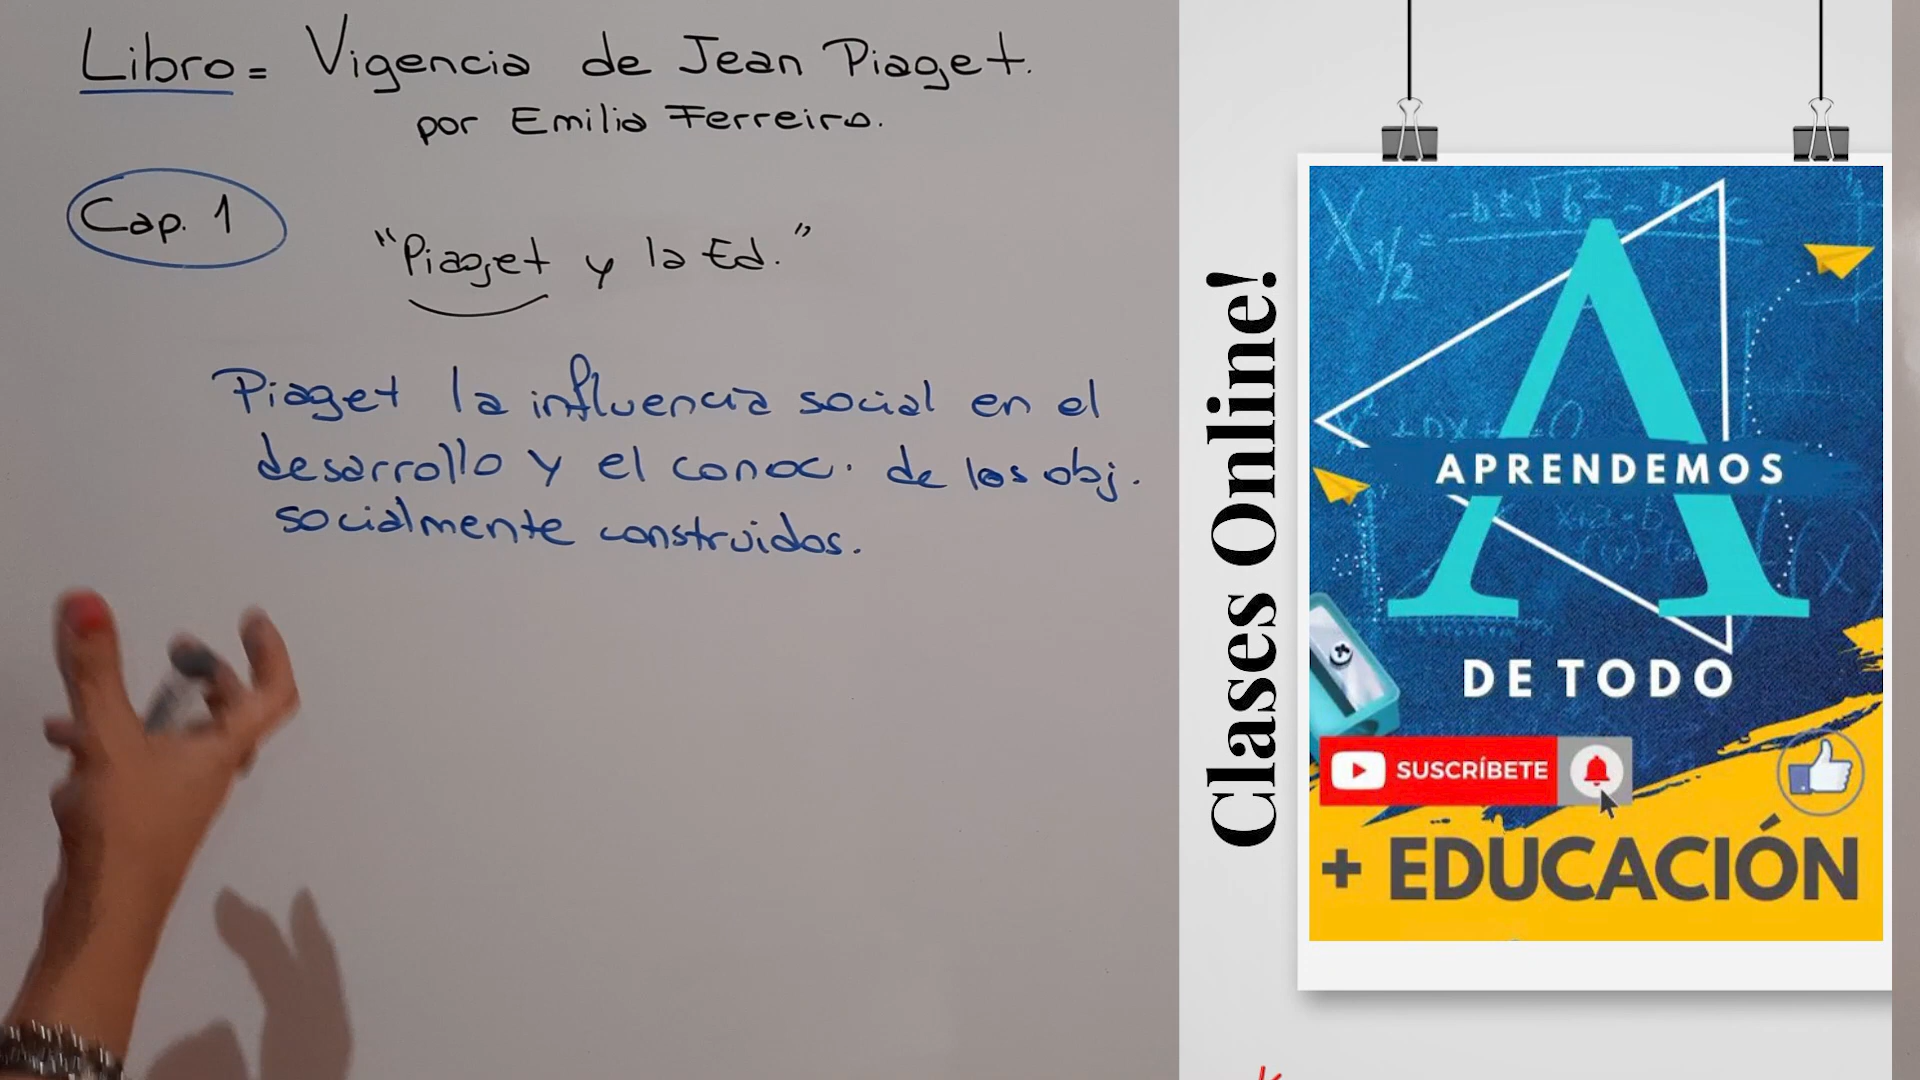 Libro = Vigencia de Jean Piaget.
por Emilia Ferreiro.
Cap. 1
"Piaget y la Ed."
Piaget la influencia social en el
desarrollo y el conoc. de los obj.
socialmente construidos.
Clases Online!
APRENDEMOS
DE TODO
SUSCRÍBETE
+ EDUCACIÓN